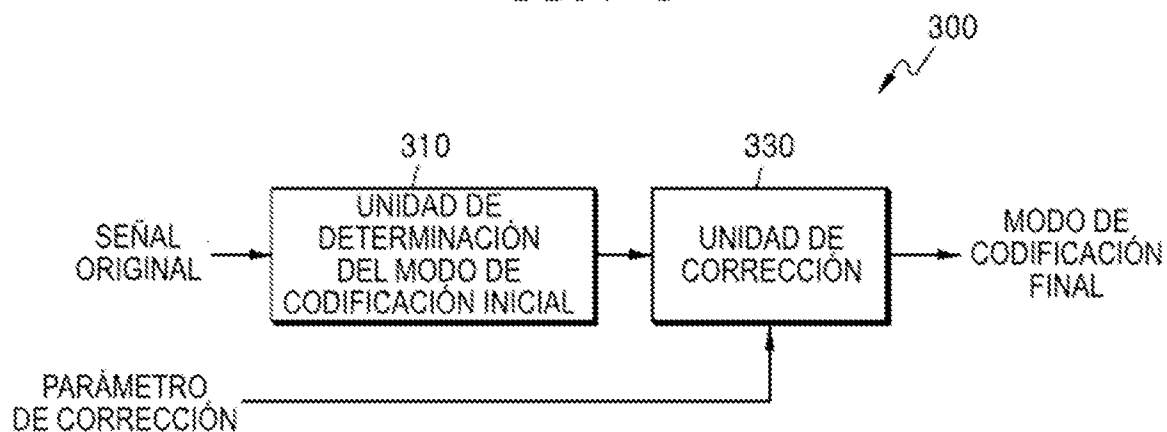 300
310
330
SEÑAL
ORIGINAL
UNIDAD DE
DETERMINACIÓN
DEL MODO DE
CODIFICACIÓN INICIAL
UNIDAD DE
CORRECCIÓN
MODO DE
CODIFICACIÓN
FINAL
PARÁMETRO
DE CORRECCIÓN